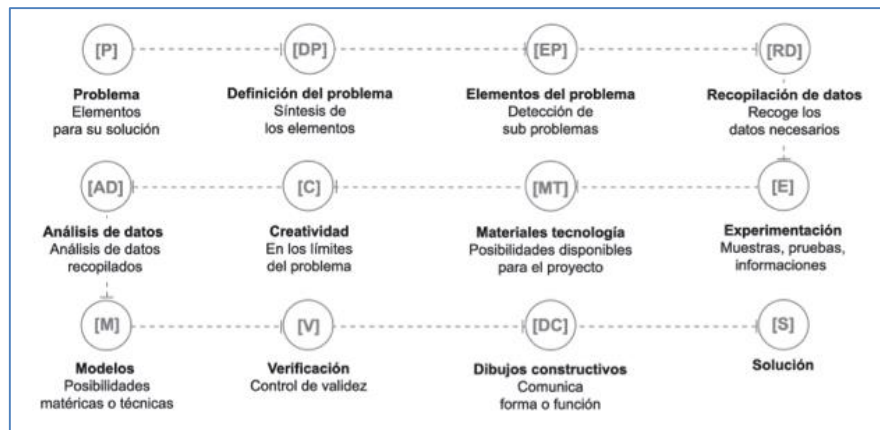 [P]
[DP]
[EP]
[RD]
Problema
Elementos
para su solución
Definición del problema
Síntesis de
los elementos
Elementos del problema
Detección de
sub problemas
Recopilación de datos
Recoge los
datos necesarios
[AD]
[C]
[MT]
[E]
Análisis de datos
Análisis de datos
recopilados
Creatividad
En los límites
del problema
Materiales tecnología
Posibilidades disponibles
para el proyecto
Experimentación
Muestras, pruebas,
informaciones
[M]
[V]
[DC]
[S]
Modelos
Posibilidades
matéricas o técnicas
Verificación
Control de validez
Dibujos constructivos
Comunica
forma o función
Solución